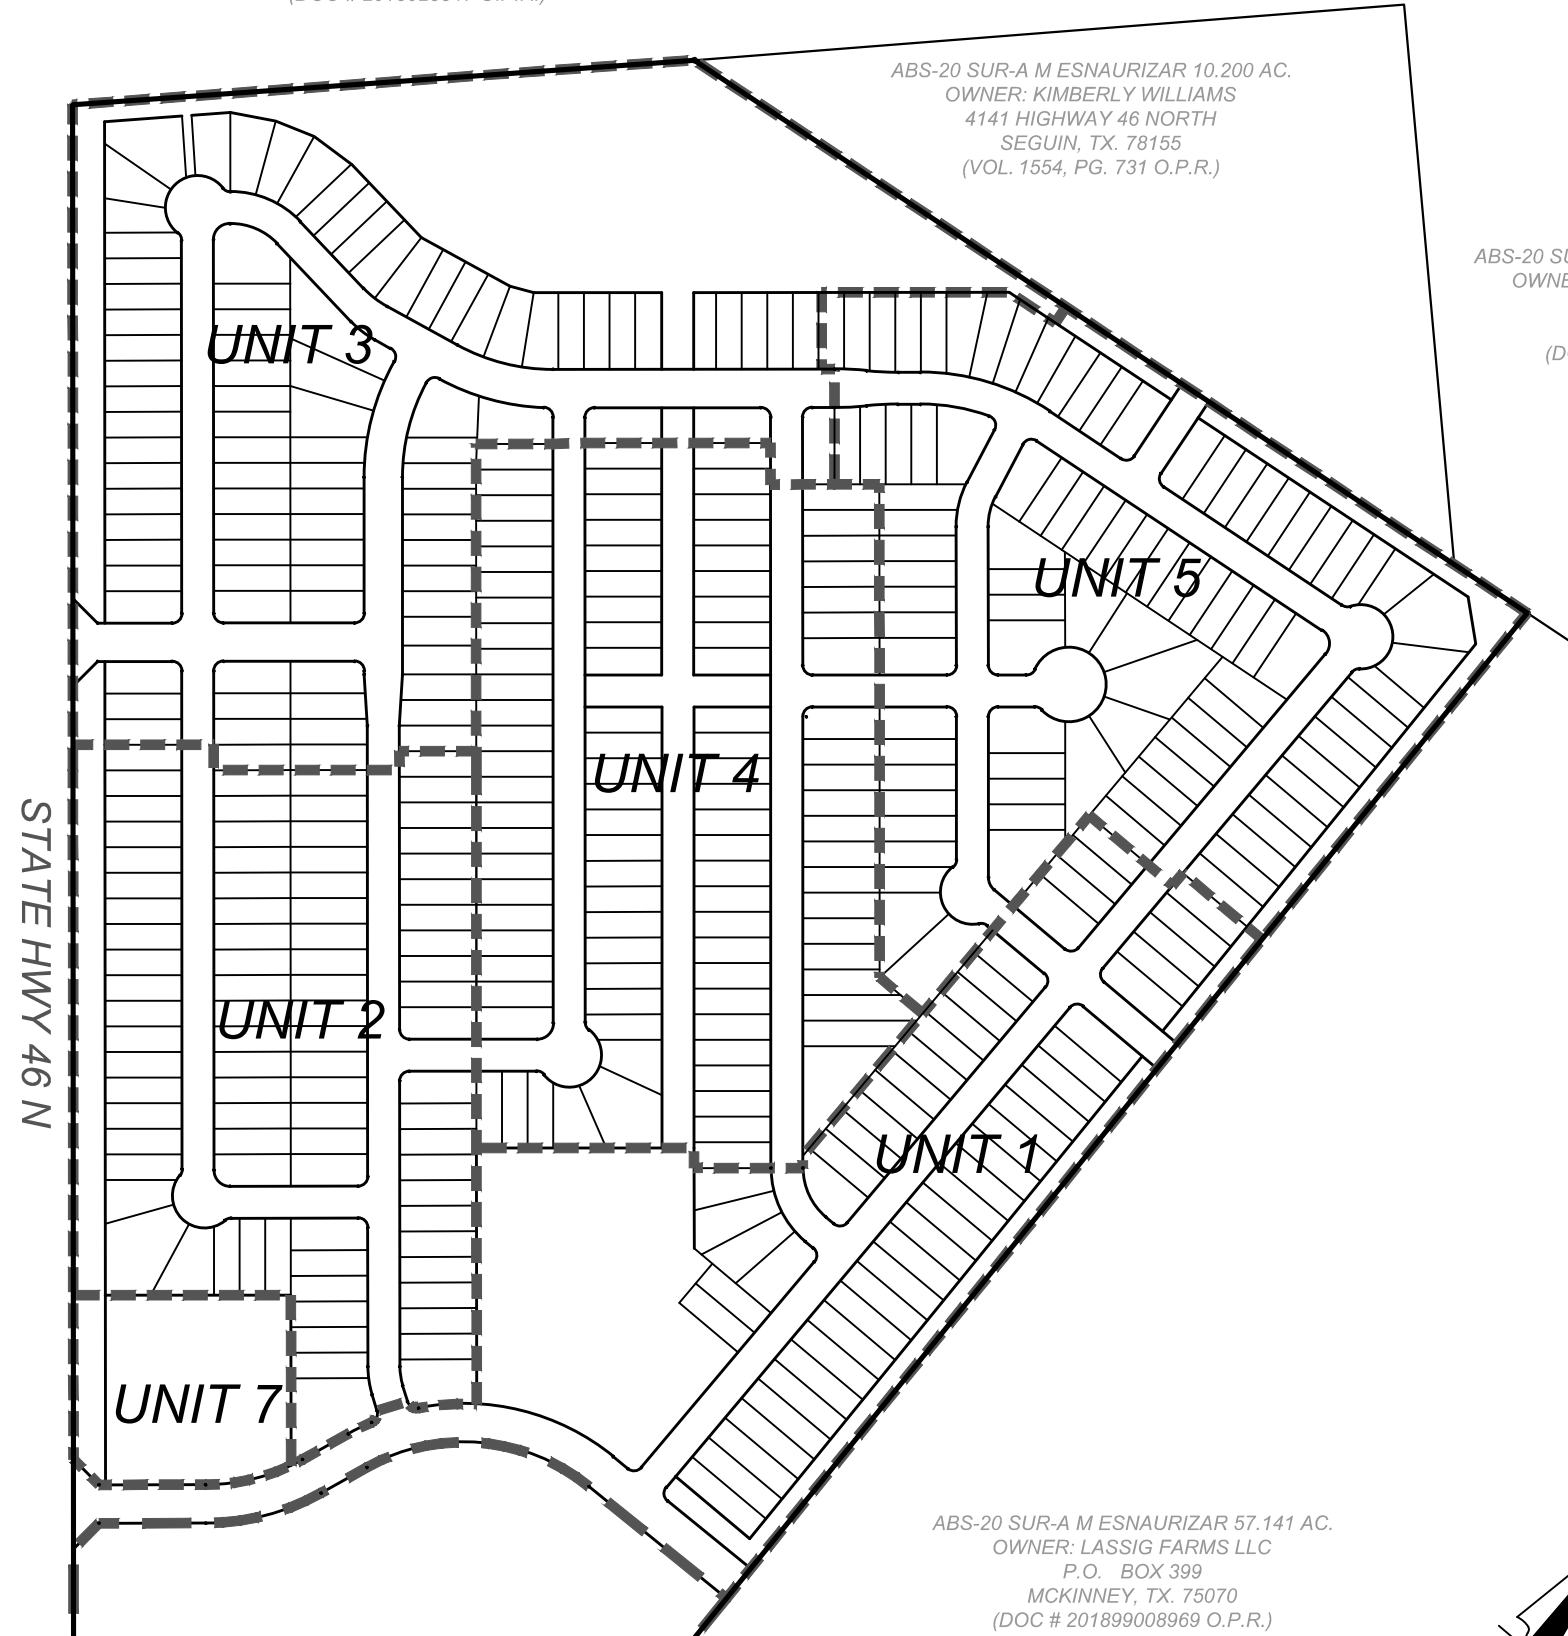 ABS-20 SUR-A M ESNAURIZAR 10.200 AC.
OWNER: KIMBERLY WILLIAMS
4141 HIGHWAY 46 NORTH
SEGUIN, TX. 78155
(VOL. 1554, PG. 731 O.P.R.)
ABS-20
UNIT 3
UNIT 5
UNIT 4
STATE HWY 46 N
UNIT 2
UNIT 1
UNIT 7
ABS-20 SUR-A M ESNAURIZAR 57.141 AC.
OWNER: LASSIG FARMS LLC
P.O. BOX 399
MCKINNEY, TX. 75070
(DOC # 201899008969 O.P.R.)